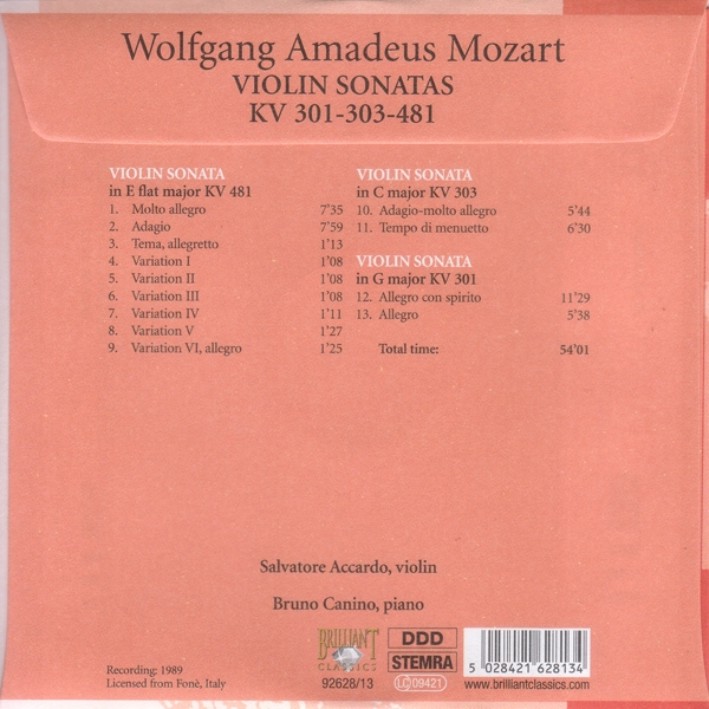 Wolfgang Amadeus Mozart
VIOLIN SONATAS
KV 301-303-481
VIOLIN SONATA
in E flat major KV 481
1. Molto allegro 7'35
2. Adagio 7'59
3. Tema, allegretto 1'13
4. Variation I 1'08
5. Variation II 1'08
6. Variation III 1'08
7. Variation IV 1'11
8. Variation V 1'27
9. Variation VI, allegro 1'25
VIOLIN SONATA
in C major KV 303
10. Adagio-molto allegro 5'44
11. Tempo di menuetto 6'30
VIOLIN SONATA
in G major KV 301
12. Allegro con spirito 11'29
13. Allegro 5'38
Total time: 54'01
Salvatore Accardo, violin
Bruno Canino, piano
Recording: 1989
Licensed from Fonè, Italy
BRILLIANT
CLASSICS
92628/13
DDD
STEMRA
LC 09421
5 028421 628134
www.brilliantclassics.com